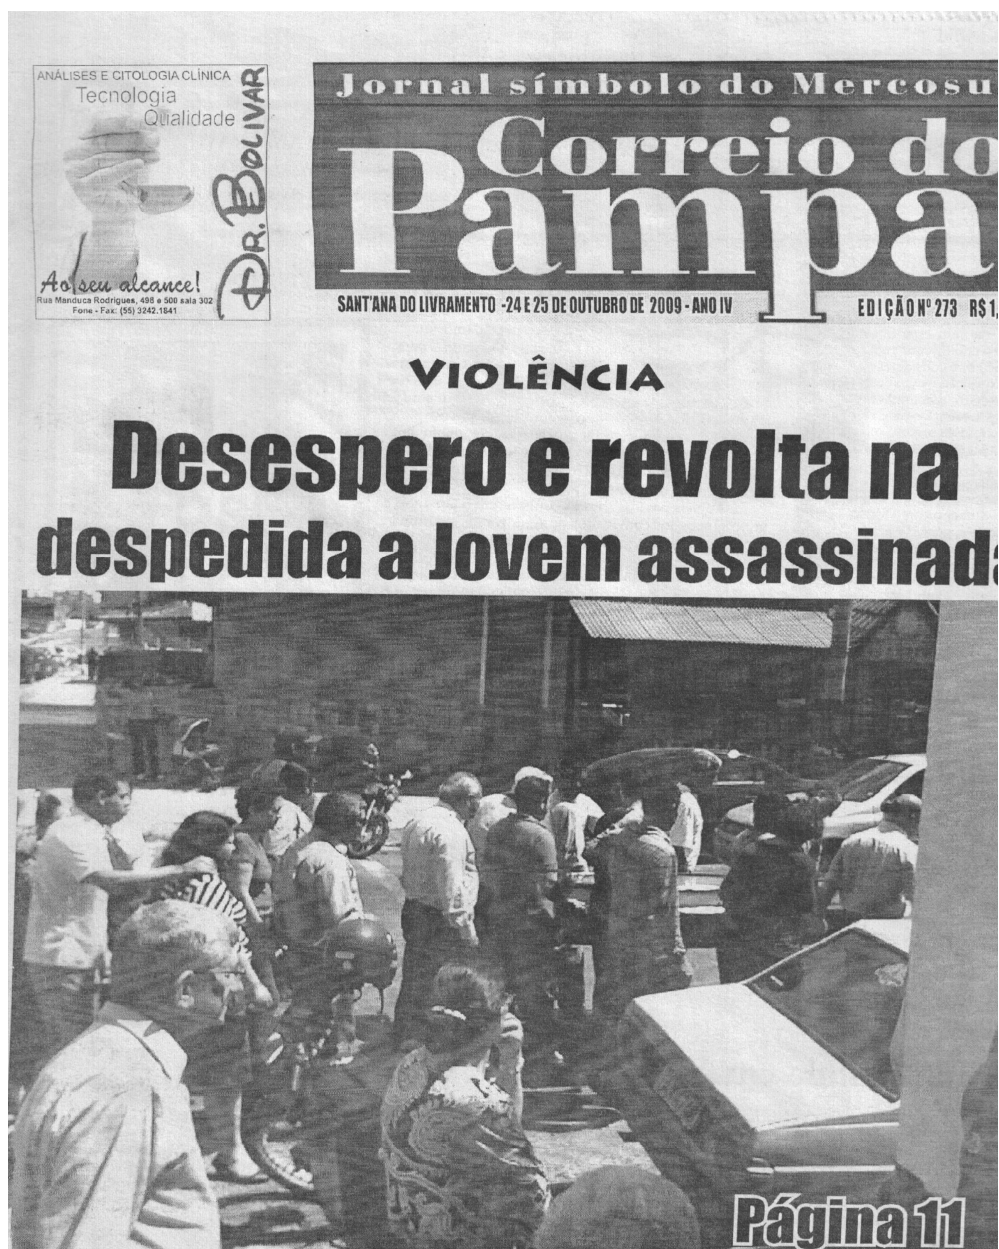 ANÁLISES E CITOLOGIA CLÍNICA
Tecnologia
Qualidade
DR. BOLIVAR
Ao seu alcance!
Rua Manduca Rodrigues, 496 e 500 sala 302
Fone - Fax: (55) 3242.1841
Jornal símbolo do Mercosu
Correio do
Pampa
SANT'ANA DO LIVRAMENTO - 24 E 25 DE OUTUBRO DE 2009 - ANO IV
EDIÇÃO Nº 273 R$ 1,
VIOLÊNCIA
Desespero e revolta na
despedida a Jovem assassinada
Página 11